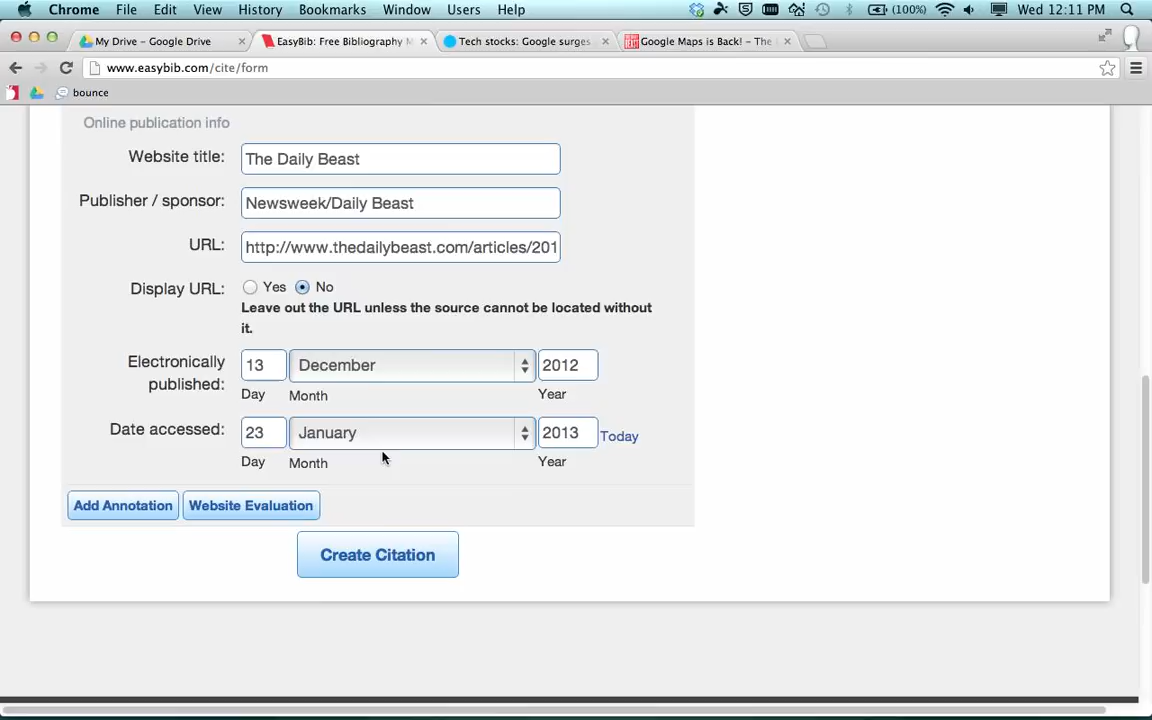 Chrome File Edit View History Bookmarks Window Users Help (100%) Wed 12:11 PM
My Drive – Google Drive EasyBib: Free Bibliography M Tech stocks: Google surges Google Maps is Back! – The
www.easybib.com/cite/form
bounce
Online publication info
Website title: The Daily Beast
Publisher / sponsor: Newsweek/Daily Beast
URL: http://www.thedailybeast.com/articles/201
Display URL: Yes No
Leave out the URL unless the source cannot be located without
it.
Electronically
published: 13 December 2012
Day Month Year
Date accessed: 23 January 2013 Today
Day Month Year
Add Annotation Website Evaluation
Create Citation